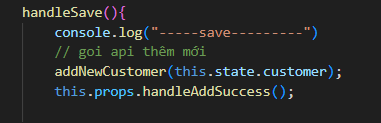 handleSave(){
console.log("-----save---------")
// goi api thêm mới
addNewCustomer(this.state.customer);
this.props.handleAddSuccess();